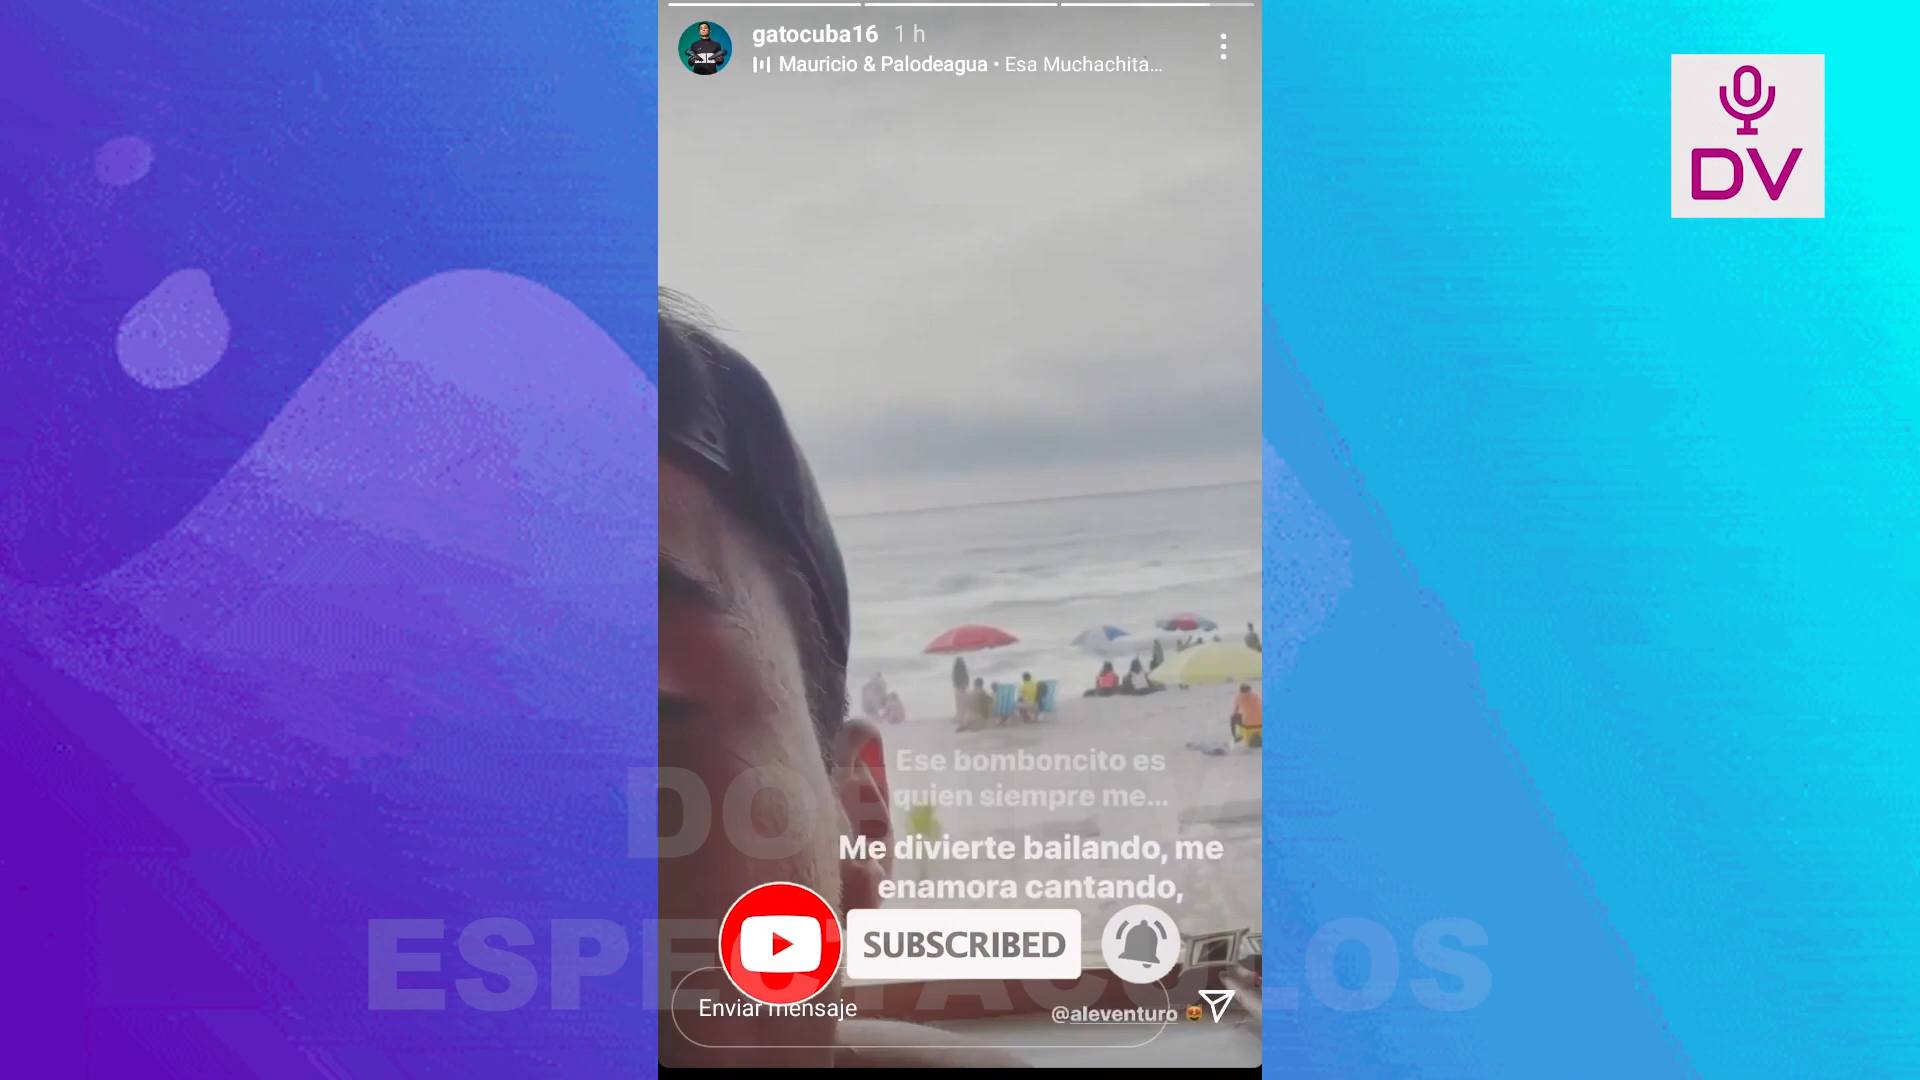 gatocuba16 1 h
Mauricio & Palodeagua • Esa Muchachita...
DV
Ese bomboncito es
quien siempre me...
Me divierte bailando, me
enamora cantando,
SUBSCRIBED
ESPECTACULOS
Enviar mensaje
@aleventuro